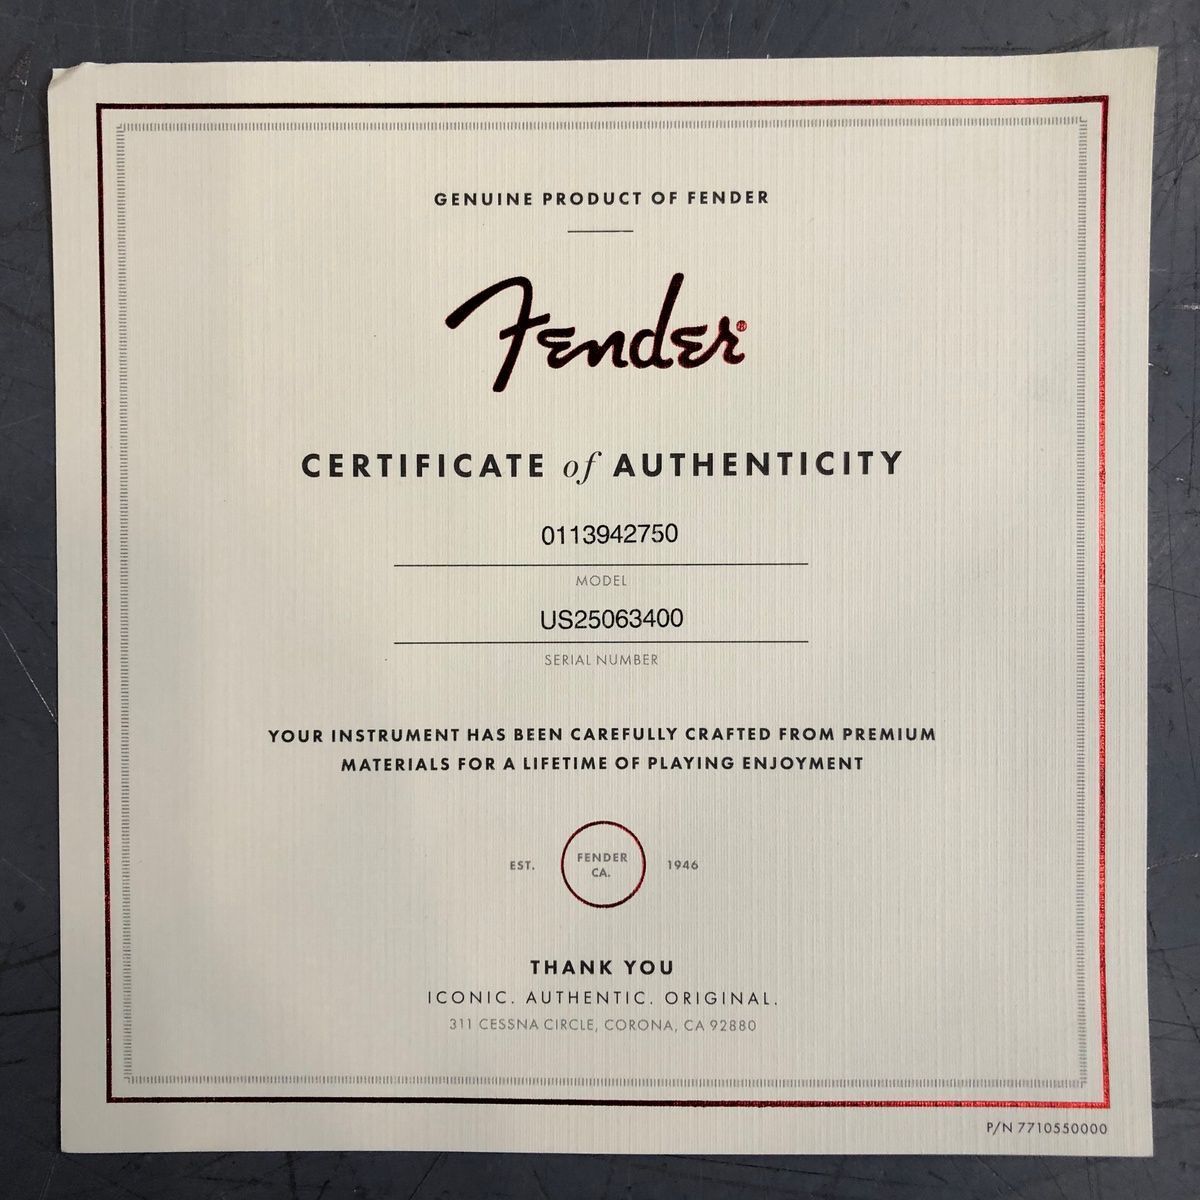 GENUINE PRODUCT OF FENDER
Fender®
CERTIFICATE of AUTHENTICITY
0113942750
MODEL
US25063400
SERIAL NUMBER
YOUR INSTRUMENT HAS BEEN CAREFULLY CRAFTED FROM PREMIUM
MATERIALS FOR A LIFETIME OF PLAYING ENJOYMENT
EST. FENDER CA. 1946
THANK YOU
ICONIC. AUTHENTIC. ORIGINAL.
311 CESSNA CIRCLE, CORONA, CA 92880
P/N 7710550000